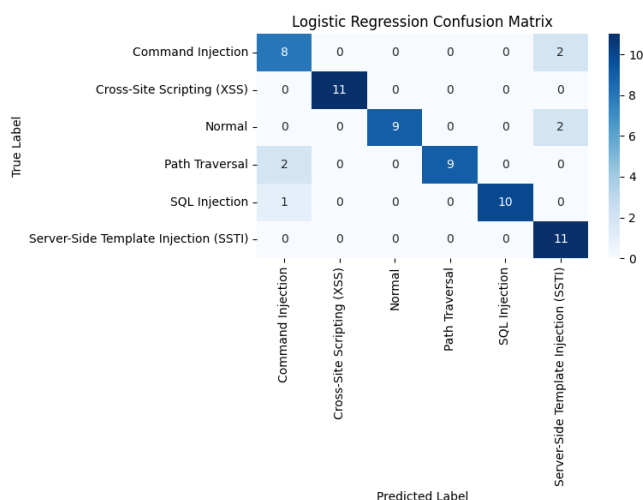 Logistic Regression Confusion Matrix
True Label
Command Injection 8 0 0 0 0 2
Cross-Site Scripting (XSS) 0 11 0 0 0 0
Normal 0 0 9 0 0 2
Path Traversal 2 0 0 9 0 0
SQL Injection 1 0 0 0 10 0
Server-Side Template Injection (SSTI) 0 0 0 0 0 11
Command Injection
Cross-Site Scripting (XSS)
Normal
Path Traversal
SQL Injection
Server-Side Template Injection (SSTI)
Predicted Label
10
8
6
4
2
0